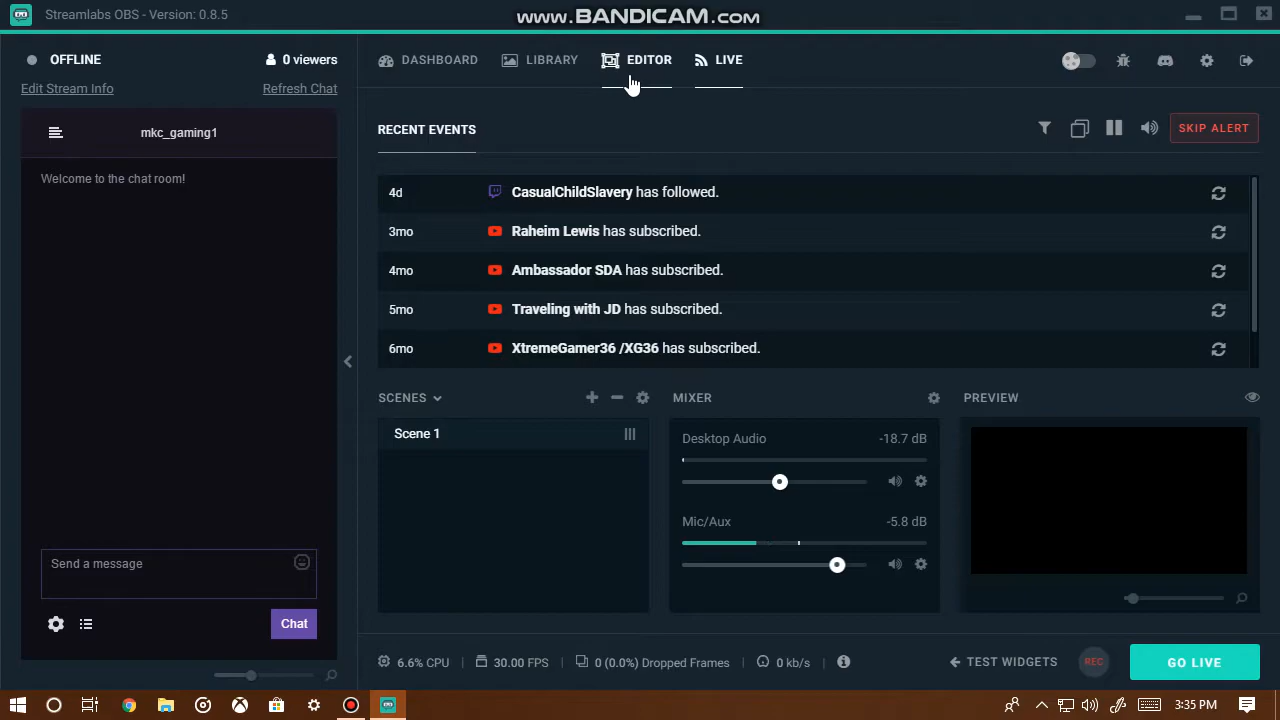 Streamlabs OBS - Version: 0.8.5
www.BANDICAM.com
OFFLINE
0 viewers
DASHBOARD
LIBRARY
EDITOR
LIVE
Edit Stream Info
Refresh Chat
mkc_gaming1
Welcome to the chat room!
Send a message
Chat
RECENT EVENTS
SKIP ALERT
4d CasualChildSlavery has followed.
3mo Raheim Lewis has subscribed.
4mo Ambassador SDA has subscribed.
5mo Traveling with JD has subscribed.
6mo XtremeGamer36 /XG36 has subscribed.
SCENES
Scene 1
MIXER
Desktop Audio -18.7 dB
Mic/Aux -5.8 dB
PREVIEW
6.6% CPU
30.00 FPS
0 (0.0%) Dropped Frames
0 kb/s
TEST WIDGETS
REC
GO LIVE
3:35 PM